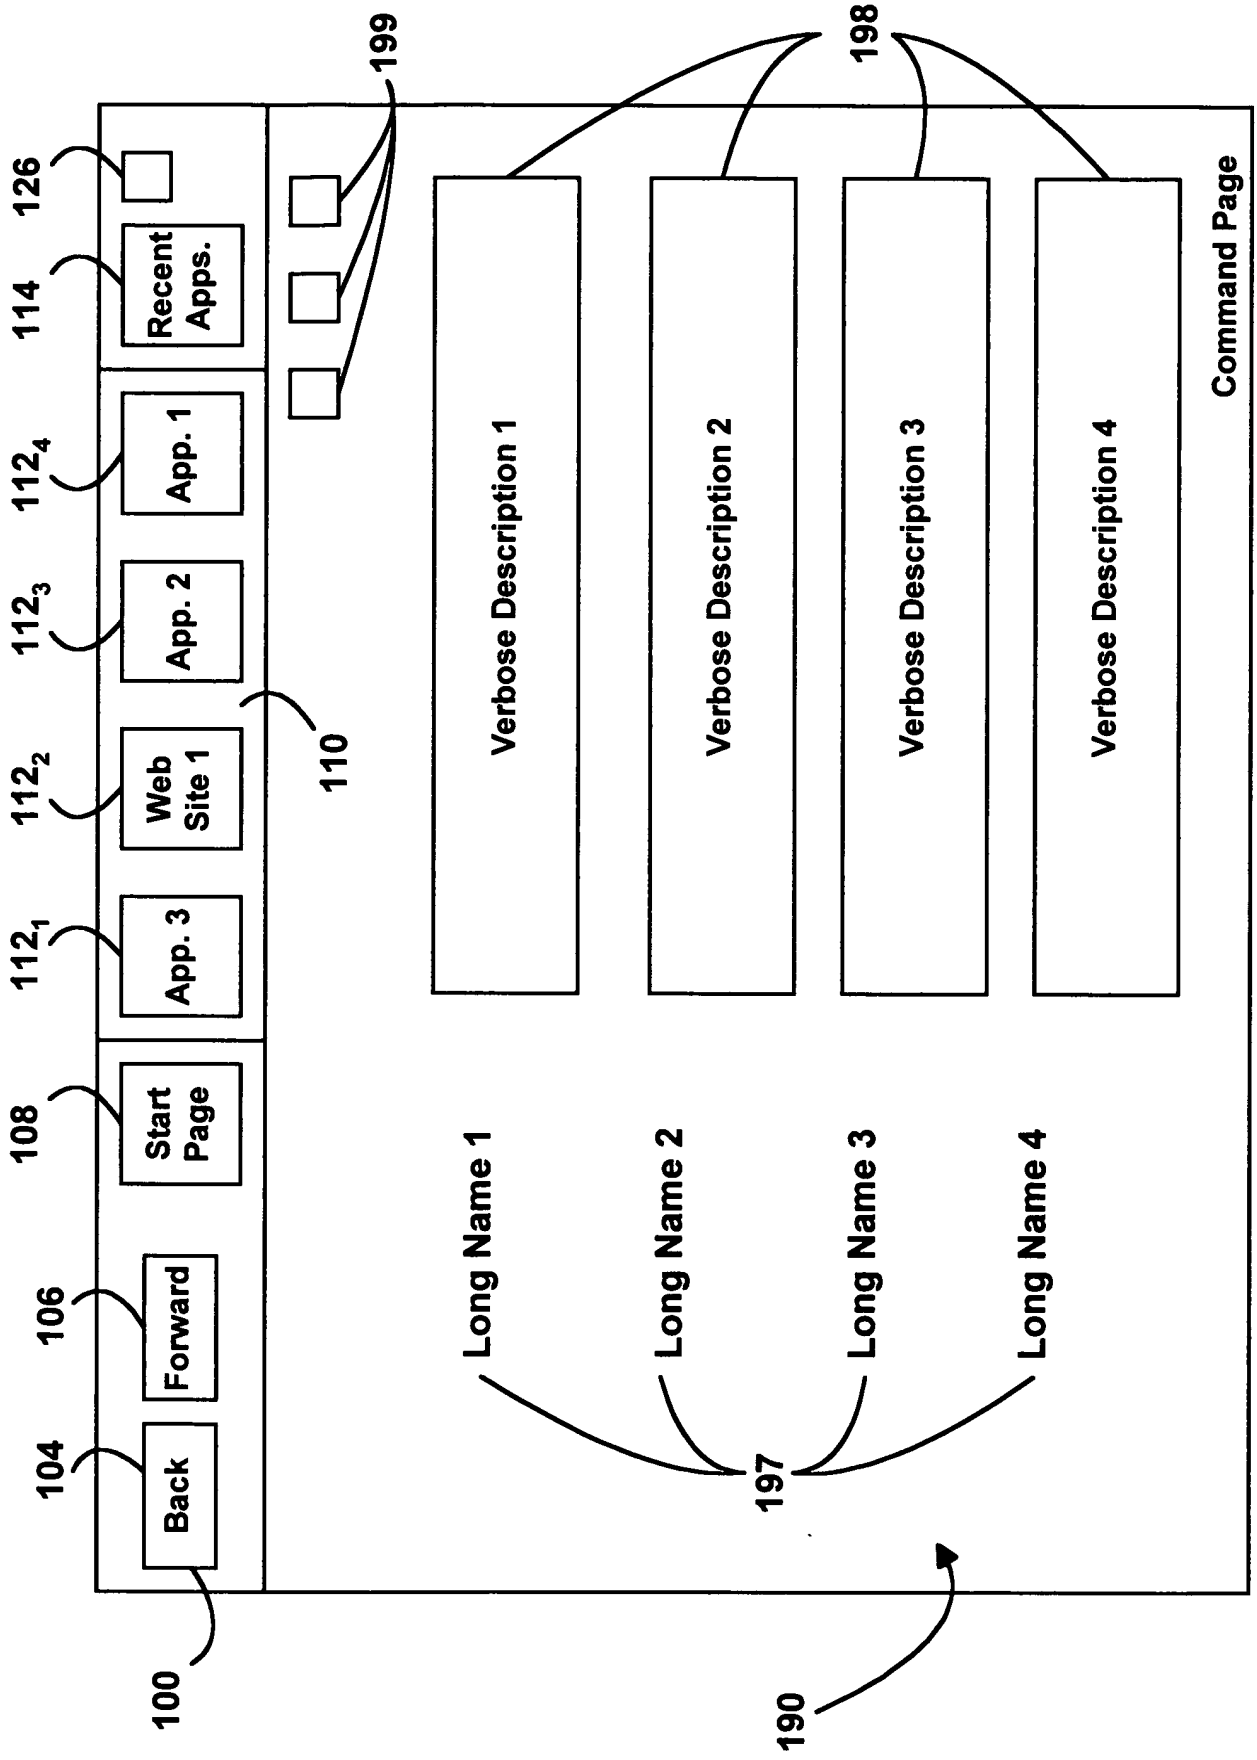 104
106
108
112₁
112₂
112₃
112₄
114
126
100
Back
Forward
Start
Page
App. 3
Web
Site 1
App. 2
App. 1
Recent
Apps.
110
199
Long Name 1
Verbose Description 1
Long Name 2
Verbose Description 2
197
198
Long Name 3
Verbose Description 3
Long Name 4
Verbose Description 4
190
Command Page